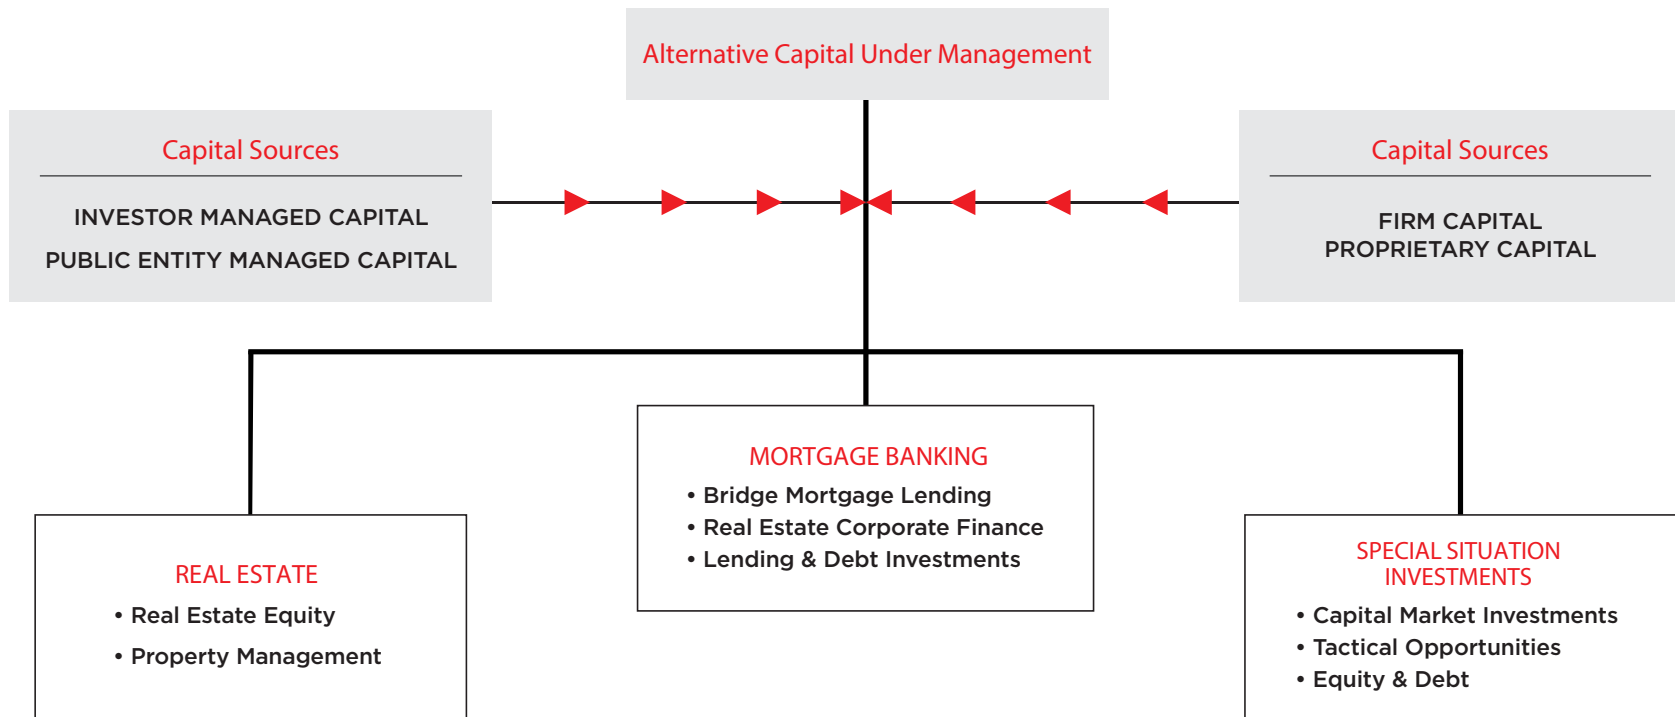 Alternative Capital Under Management
Capital Sources
INVESTOR MANAGED CAPITAL
PUBLIC ENTITY MANAGED CAPITAL
Capital Sources
FIRM CAPITAL
PROPRIETARY CAPITAL
REAL ESTATE
• Real Estate Equity
• Property Management
MORTGAGE BANKING
• Bridge Mortgage Lending
• Real Estate Corporate Finance
• Lending & Debt Investments
SPECIAL SITUATION
INVESTMENTS
• Capital Market Investments
• Tactical Opportunities
• Equity & Debt